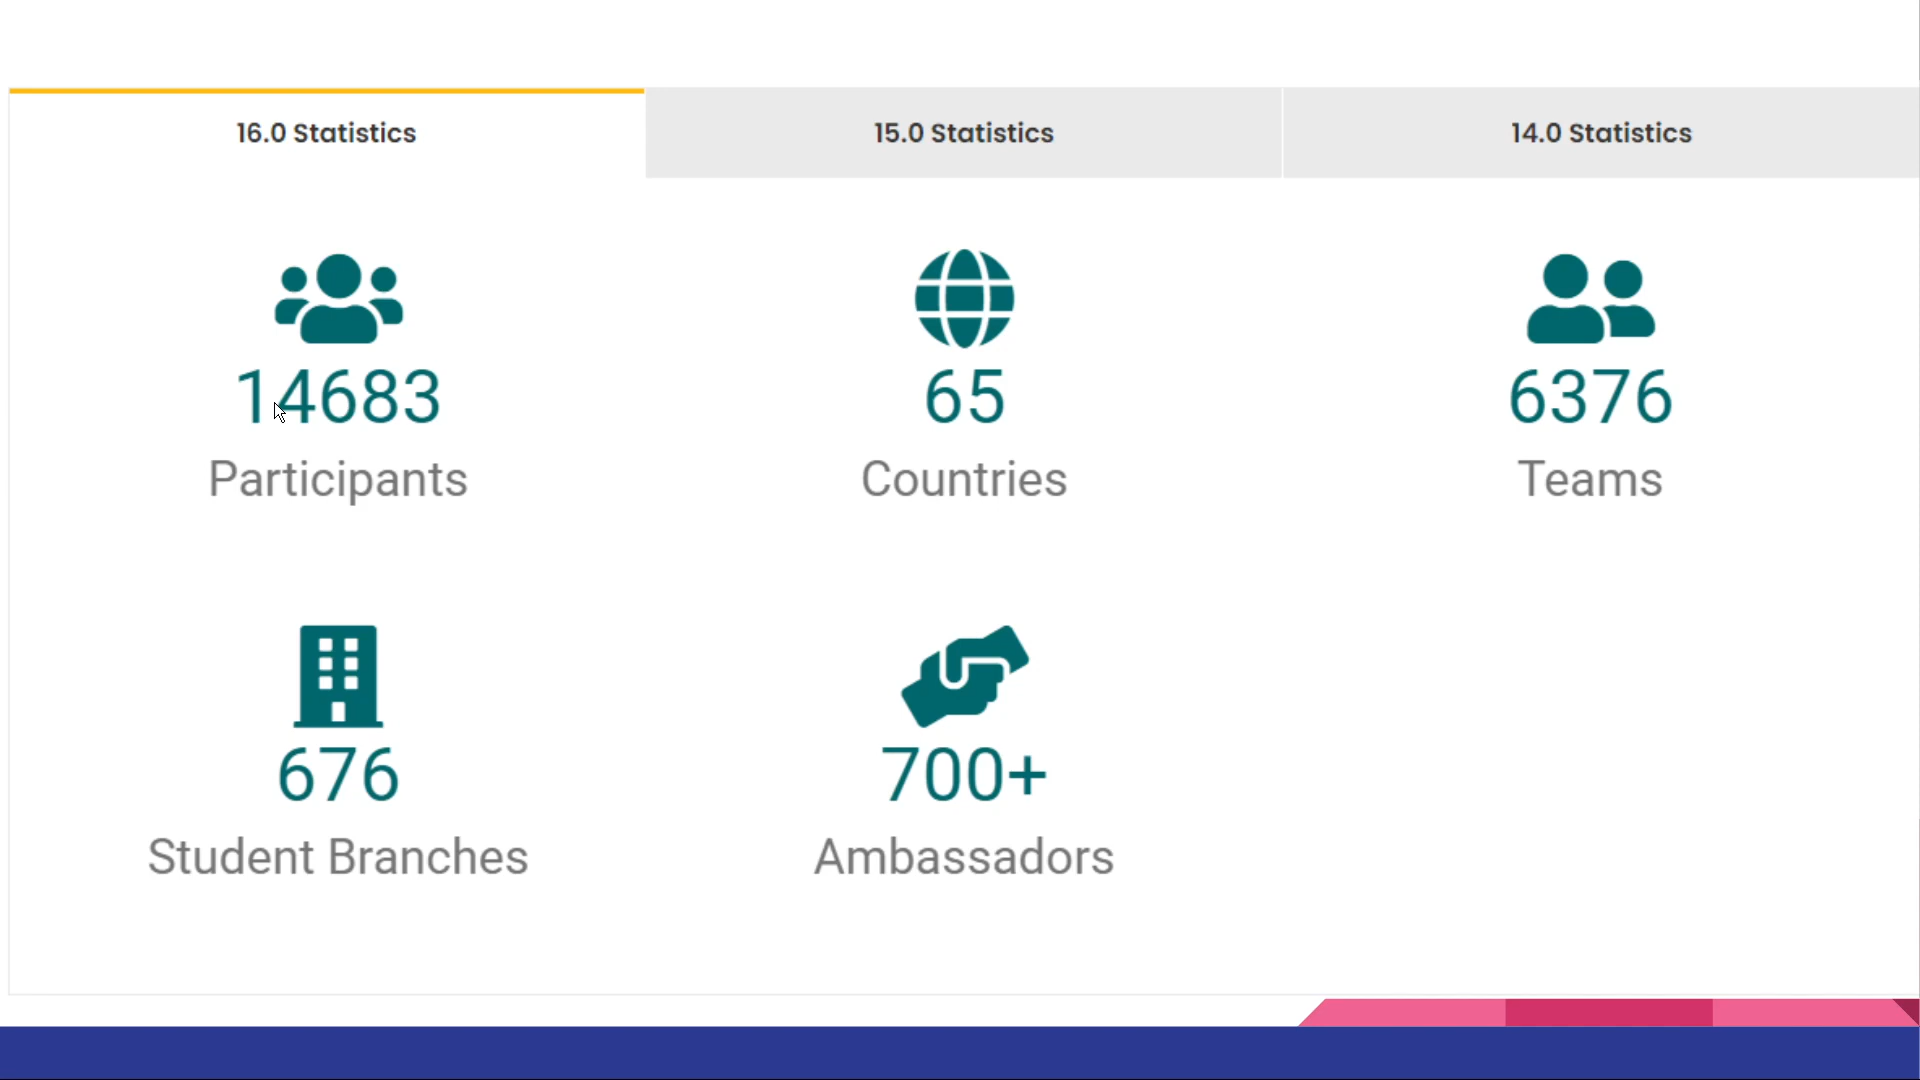 16.0 Statistics
15.0 Statistics
14.0 Statistics
14683
Participants
65
Countries
6376
Teams
676
Student Branches
700+
Ambassadors